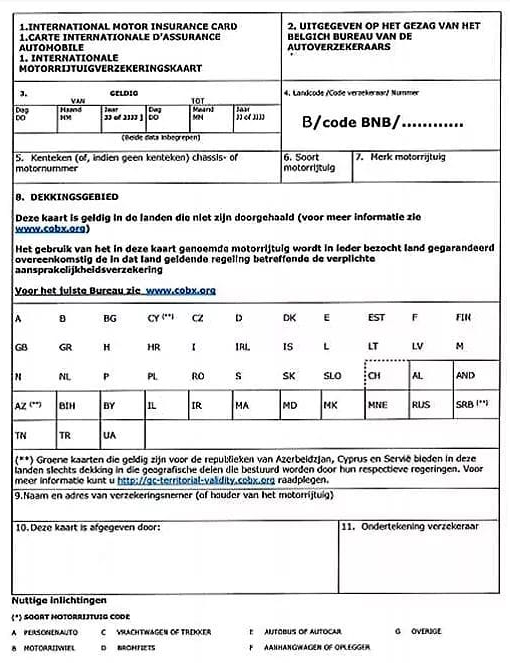 1.INTERNATIONAL MOTOR INSURANCE CARD
1.CARTE INTERNATIONALE D'ASSURANCE
AUTOMOBILE
1. INTERNATIONALE
MOTORRIJTUIGVERZEKERINGSKAART
2. UITGEGEVEN OP HET GEZAG VAN HET
BELGICH BUREAU VAN DE
AUTOVERZEKERAARS
3. GELDIG
VAN TOT
Dag Maand Jaar Dag Maand Jaar
DD MM JJ of JJJJ DD MM JJ of JJJJ
(Beide data inbegrepen)
4. Landcode /Code verzekeraar/ Nummer
B/code BNB/............
5. Kenteken (of, indien geen kenteken) chassis- of
motornummer
6. Soort
motorrijtuig
7. Merk motorrijtuig
8. DEKKINGSGEBIED
Deze kaart is geldig in de landen die niet zijn doorgehaald (voor meer informatie zie
www.cobx.org)
Het gebruik van het in deze kaart genoemde motorrijtuig wordt in ieder bezocht land gegarandeerd
overeenkomstig de in dat land geldende regeling betreffende de verplichte
aansprakelijkheidsverzekering
Voor het juiste Bureau zie www.cobx.org
A B BG CY (**) CZ D DK E EST F FIN
GB GR H HR I IRL IS L LT LV M
N NL P PL RO S SK SLO CH AL AND
AZ (**) BIH BY IL IR MA MD MK MNE RUS SRB (**)
TN TR UA
(**) Groene kaarten die geldig zijn voor de republieken van Azerbeidzjan, Cyprus en Servië bieden in deze
landen slechts dekking in die geografische delen die bestuurd worden door hun respectieve regeringen. Voor
meer informatie kunt u http://gc-territorial-validity.cobx.org raadplegen.
9.Naam en adres van verzekeringsnemer (of houder van het motorrijtuig)
10.Deze kaart is afgegeven door:
11. Ondertekening verzekeraar
Nuttige inlichtingen
(*) SOORT MOTORRIJTUIG CODE
A PERSONENAUTO C VRACHTWAGEN OF TREKKER E AUTOBUS OF AUTOCAR G OVERIGE
B MOTORRIJWIEL D BROMFIETS F AANHANGWAGEN OF OPLEGGER